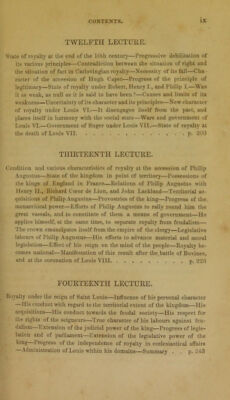 CONTENTS. ix
TWELFTH LECTURE.
State of royalty at the end of the 10th century—Progressive debilitation of
its various principles—Contradiction between the situation of right and
the situation of fact in Carlovingian royalty—Necessity of its fall—Cha-
racter of the accession of Hugh Capet—Progress of the principle of
legitimacy—State of royalty under Robert, Henry I., and Philip I.—Was
it as weak, as null as it is said to have been?—Causes and limits of its
weakness—Uncertainty of its character and its principles—New character
of royalty under Louis VI.—It disengages itself from the past, and
places itself in harmony with the social state—Wars and government of
Louis VI.—Government of Suger under Louis VII.—State of royalty at
the death of Louis VII. . . . . . . . . . . p. 203
THIRTEENTH LECTURE.
Condition and various characteristics of royalty at the accession of Philip
Augustus—State of the kingdom in point of territory—Possessions of
the kings of England in France—Relations of Philip Augustus with
Henry II., Richard Cœur de Lion, and John Lackland—Territorial ac-
quisitions of Philip Augustus—Provostries of the king—Progress of the
monarchical power—Efforts of Philip Augustus to rally round him the
great vassals, and to constitute of them a means of government—He
applies himself, at the same time, to separate royalty from feudalism—
The crown emancipates itself from the empire of the clergy—Legislative
labours of Philip Augustus—His efforts to advance material and moral
legislation—Effect of his reign on the mind of the people—Royalty be-
comes national—Manifestation of this result after the battle of Bovines,
and at the coronation of Louis VIII. . . . . . . . p. 223
FOURTEENTH LECTURE.
Royalty under the reign of Saint Louis—Influence of his personal character
—His conduct with regard to the territorial extent of the kingdom—His
acquisitions—His conduct towards the feudal society—His respect for
the rights of the seigneurs—True character of his labours against feu-
dalism—Extension of the judicial power of the king—Progress of legis-
lation and of parliament—Extension of the legislative power of the
king—Progress of the independence of royalty in ecclesiastical affairs
—Administration of Louis within his domains—Summary . . p. 243